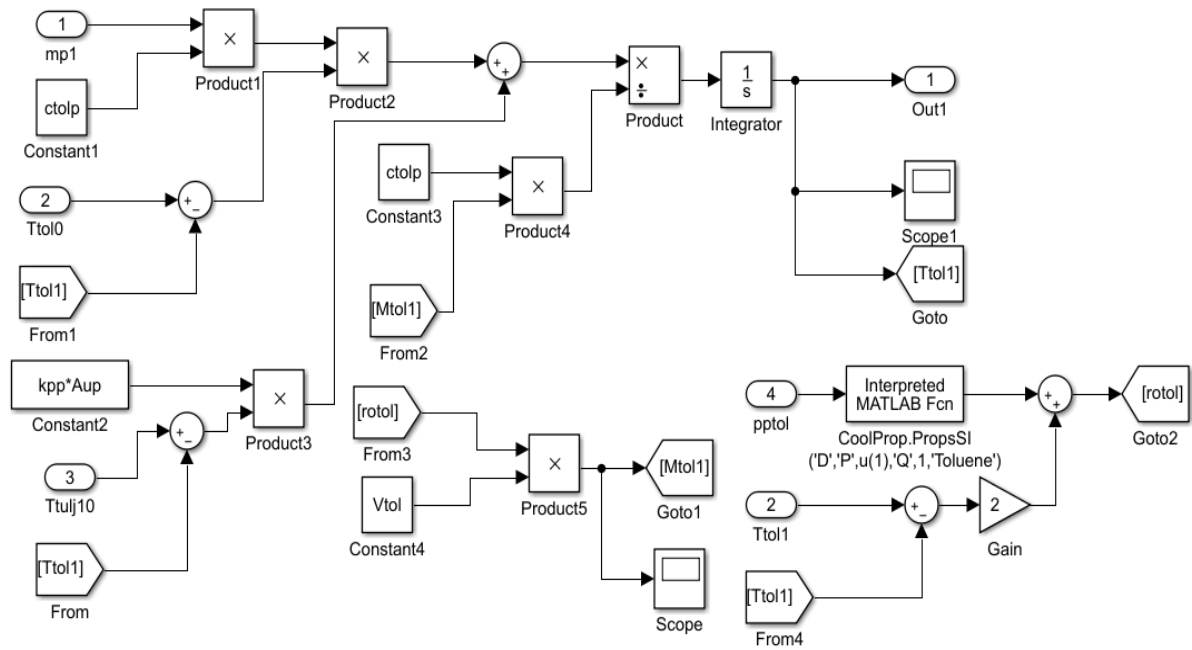 1
mp1
×
Product1
ctolp
Constant1
×
Product2
2
Ttol0
+
−
[Ttol1]
From1
+
+
×
÷
Product
1
s
Integrator
1
Out1
Scope1
[Ttol1]
Goto
ctolp
Constant3
×
Product4
[Mtol1]
From2
kpp*Aup
Constant2
×
Product3
+
−
3
Ttulj10
[Ttol1]
From
[rotol]
From3
Vtol
Constant4
×
Product5
[Mtol1]
Goto1
Scope
4
pptol
Interpreted
MATLAB Fcn
CoolProp.PropsSI
('D','P',u(1),'Q',1,'Toluene')
+
+
[rotol]
Goto2
2
Ttol1
+
−
2
Gain
[Ttol1]
From4